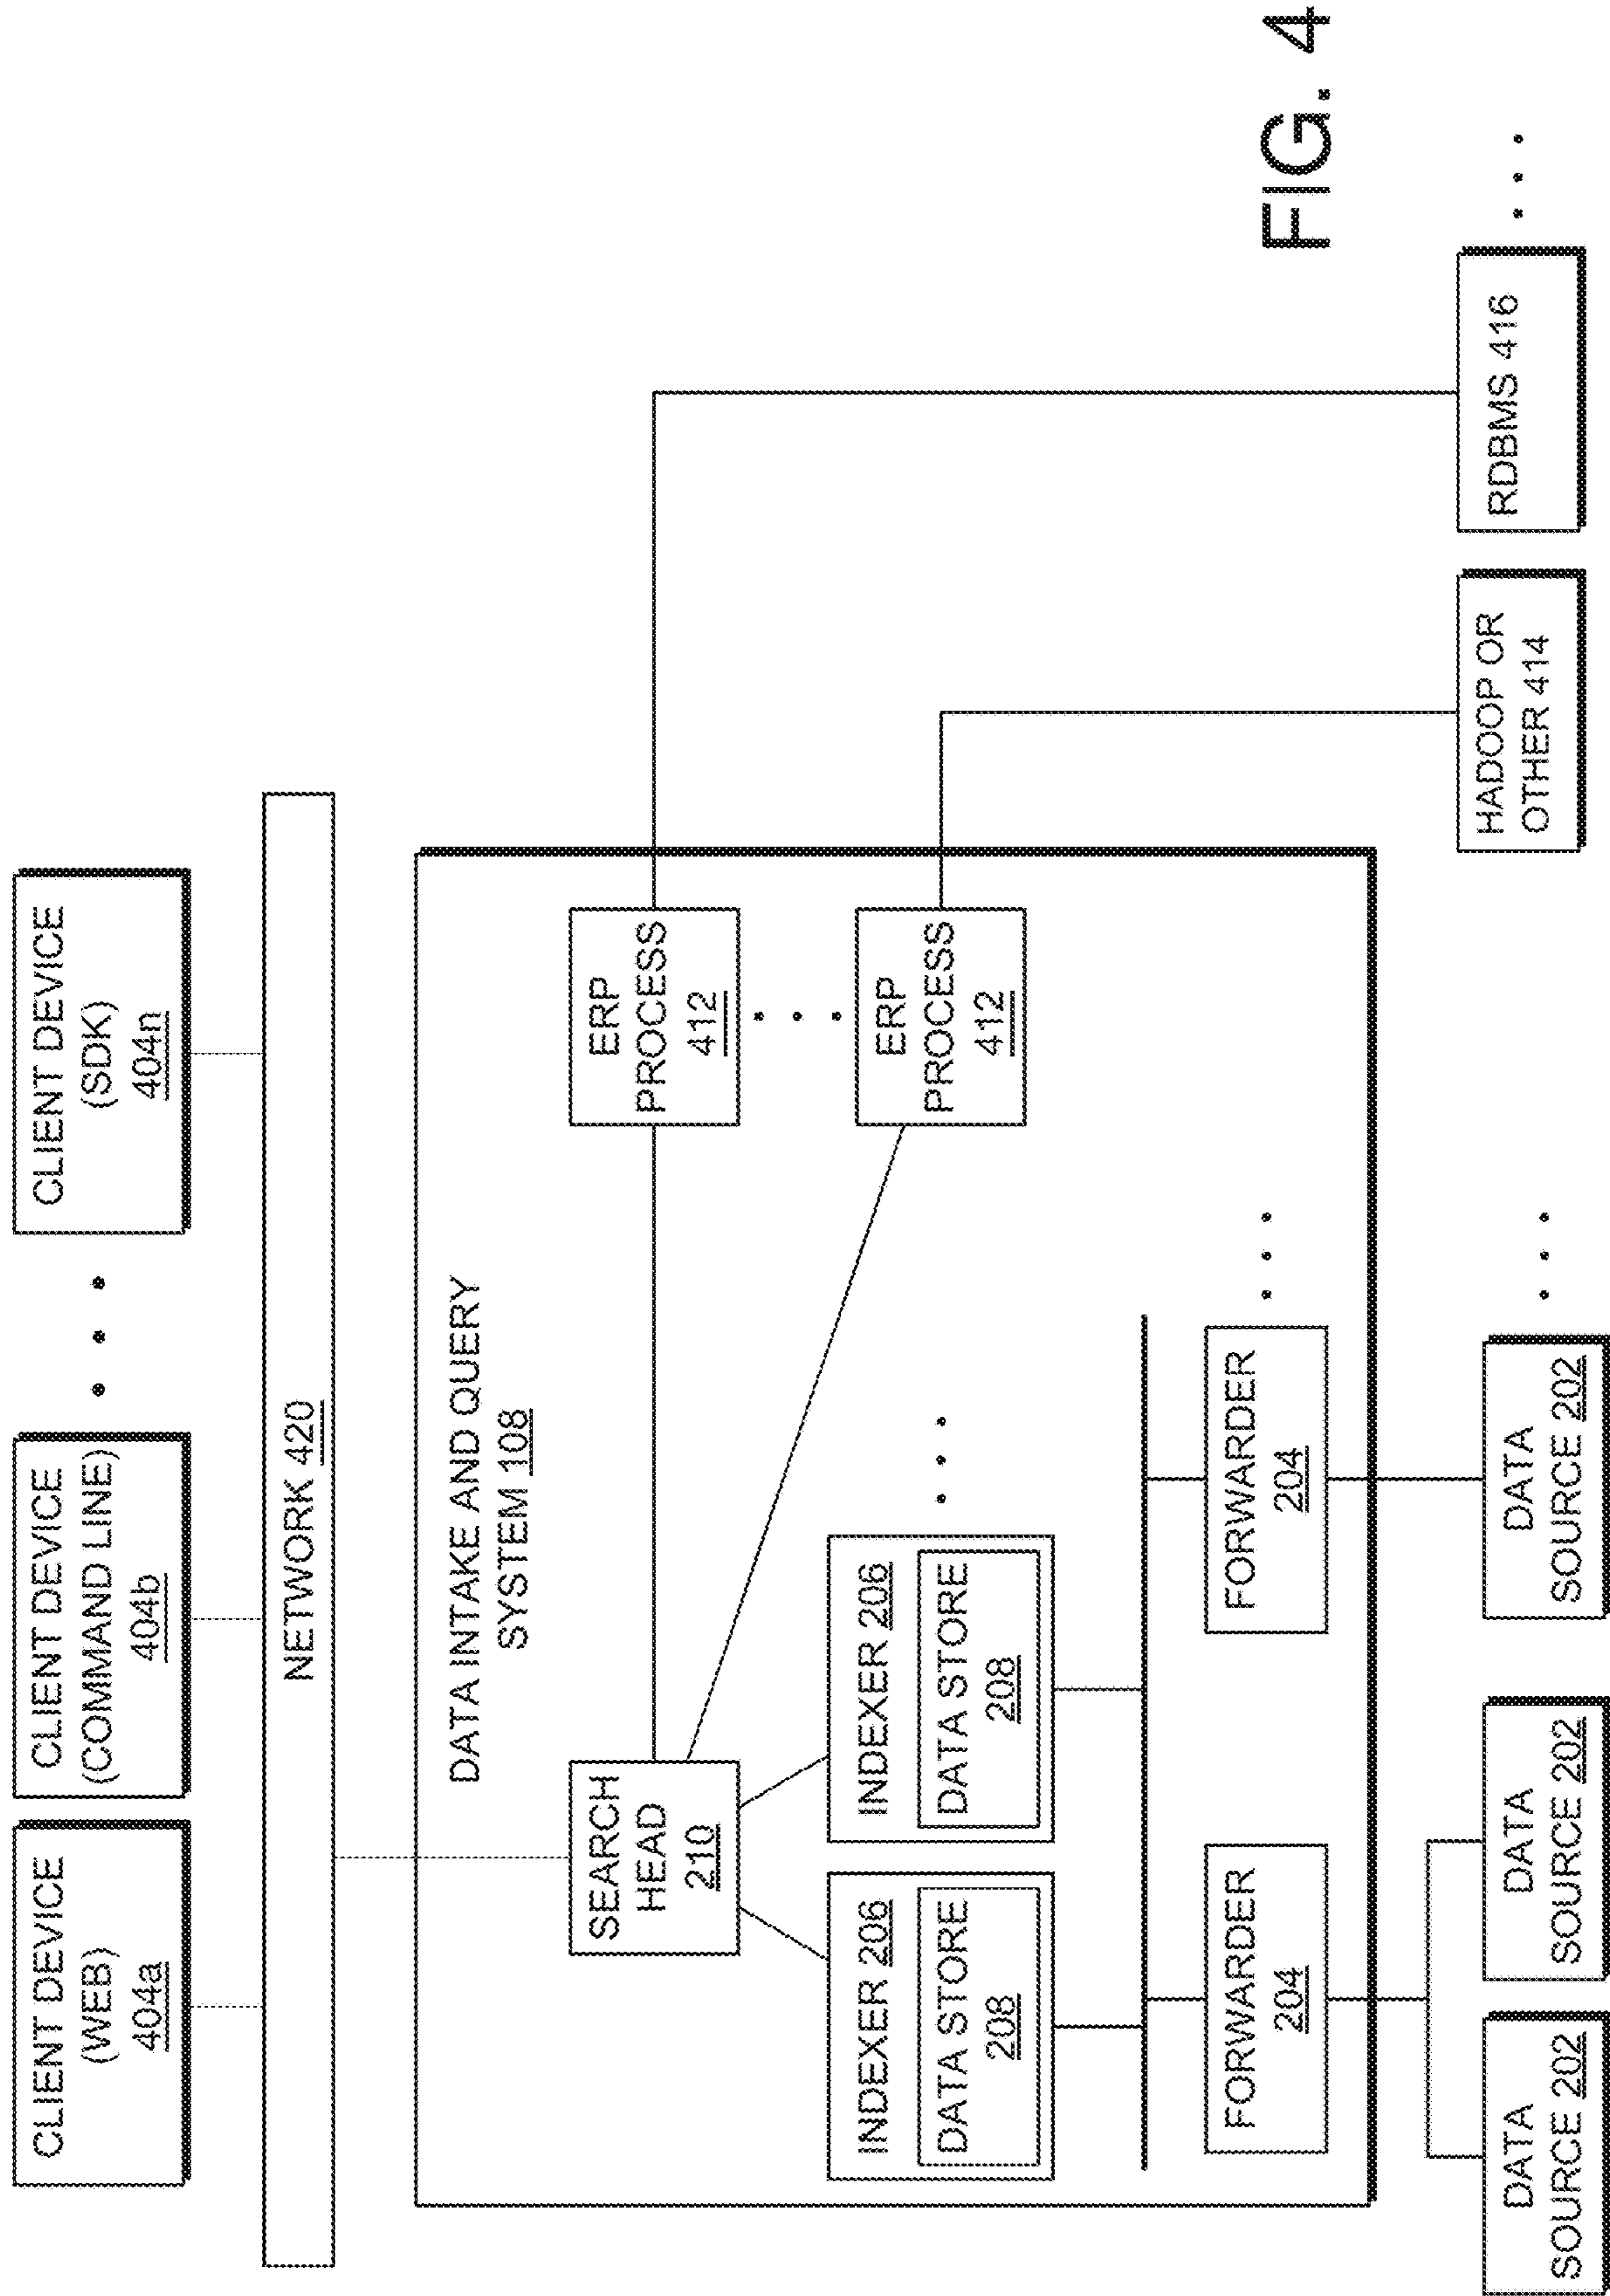 CLIENT DEVICE
(WEB)
404a
CLIENT DEVICE
(COMMAND LINE)
404b
CLIENT DEVICE
(SDK)
404n
NETWORK 420
DATA INTAKE AND QUERY
SYSTEM 108
SEARCH
HEAD
210
ERP
PROCESS
412
INDEXER 206
DATA STORE
208
INDEXER 206
DATA STORE
208
ERP
PROCESS
412
FORWARDER
204
FORWARDER
204
DATA
SOURCE 202
DATA
SOURCE 202
DATA
SOURCE 202
HADOOP OR
OTHER 414
RDBMS 416
FIG. 4